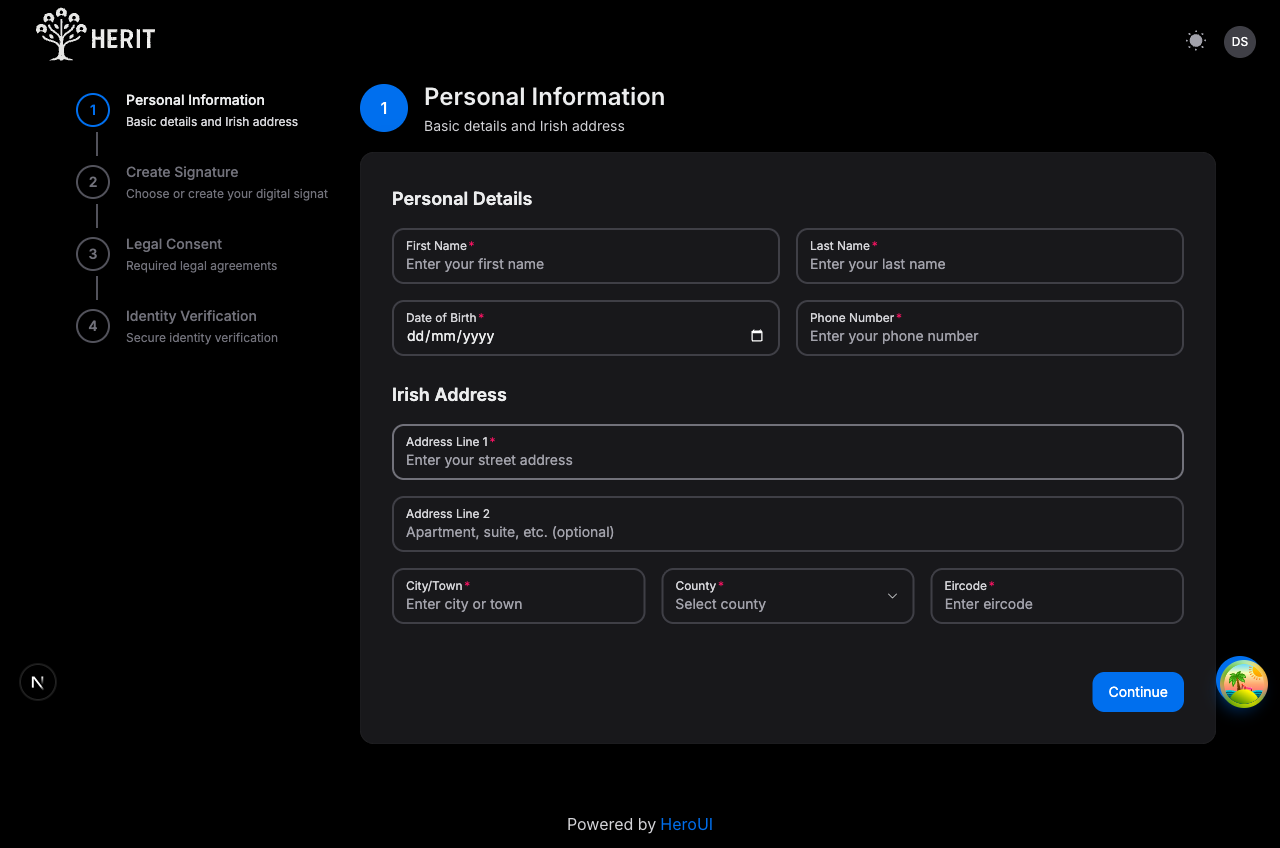 HERIT
DS
1
Personal Information
Basic details and Irish address
2
Create Signature
Choose or create your digital signat
3
Legal Consent
Required legal agreements
4
Identity Verification
Secure identity verification
1
Personal Information
Basic details and Irish address
Personal Details
First Name*
Enter your first name
Last Name*
Enter your last name
Date of Birth*
dd/mm/yyyy
Phone Number*
Enter your phone number
Irish Address
Address Line 1*
Enter your street address
Address Line 2
Apartment, suite, etc. (optional)
City/Town*
Enter city or town
County*
Select county
Eircode*
Enter eircode
N
Continue
Powered by HeroUI